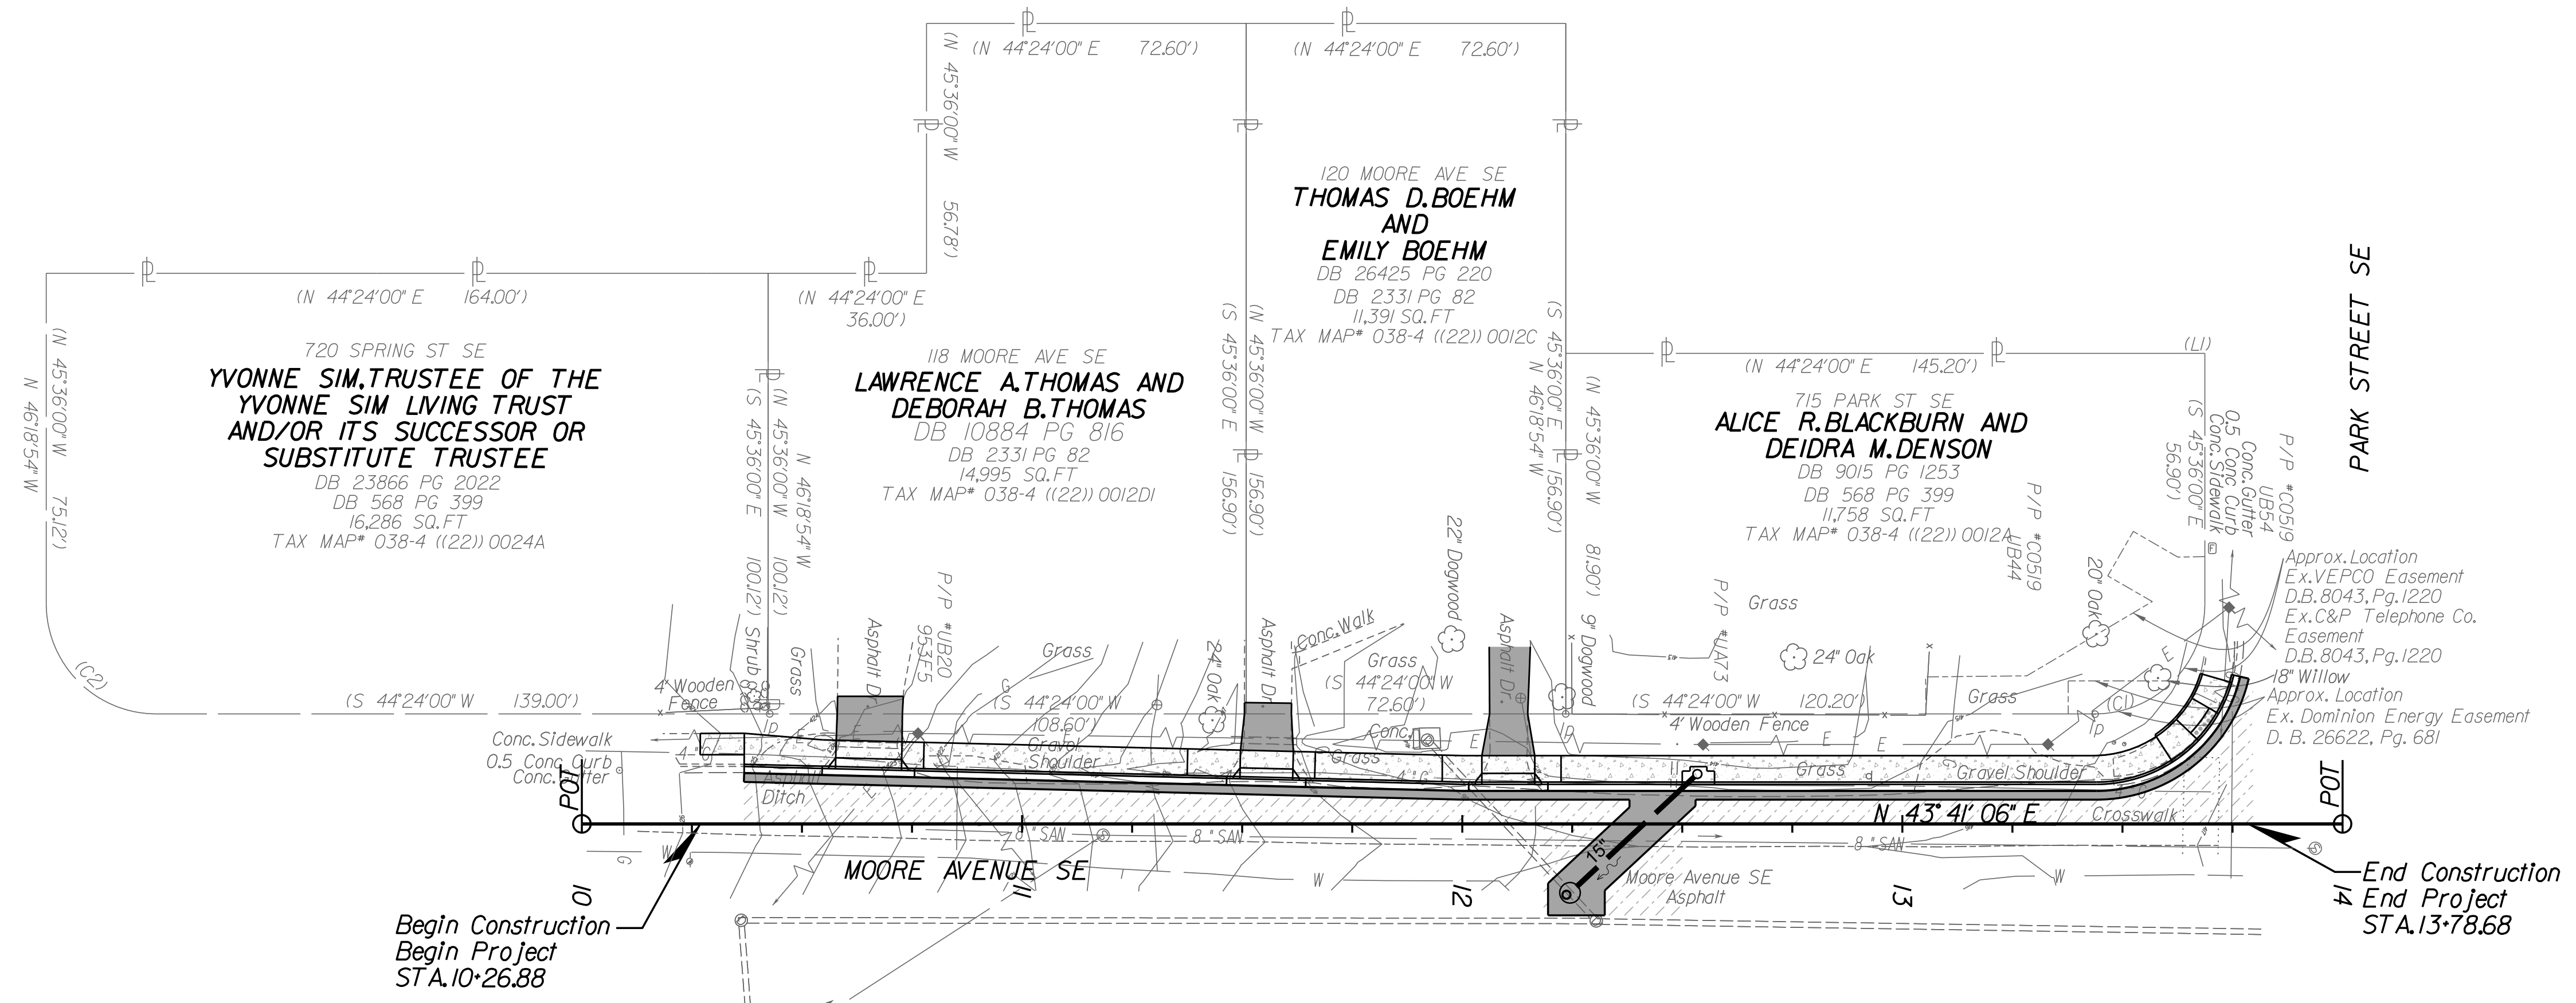 (N 44°24'00" E 72.60')
(N 44°24'00" E 72.60')
(N 45°36'00" W 56.78')
(N 44°24'00" E 164.00')
(N 44°24'00" E
36.00')
(N 45°36'00" W 75.12')
N 46°18'54" W
720 SPRING ST SE
YVONNE SIM, TRUSTEE OF THE
YVONNE SIM LIVING TRUST
AND/OR ITS SUCCESSOR OR
SUBSTITUTE TRUSTEE
DB 23866 PG 2022
DB 568 PG 399
16,286 SQ.FT
TAX MAP# 038-4 ((22)) 0024A
(S 45°36'00" E 100.12')
(N 45°36'00" W 100.12')
N 46°18'54" W
118 MOORE AVE SE
LAWRENCE A. THOMAS AND
DEBORAH B. THOMAS
DB 10884 PG 816
DB 2331 PG 82
14,995 SQ.FT
TAX MAP# 038-4 ((22)) 0012D1
(S 45°36'00" E 156.90')
(N 45°36'00" W 156.90')
120 MOORE AVE SE
THOMAS D. BOEHM
AND
EMILY BOEHM
DB 26425 PG 220
DB 2331 PG 82
11,391 SQ.FT
TAX MAP# 038-4 ((22)) 0012C
(S 45°36'00" E 156.90')
N 46°18'54" W
(N 45°36'00" W 81.90')
(N 44°24'00" E 145.20')
(L1)
715 PARK ST SE
ALICE R. BLACKBURN AND
DEIDRA M. DENSON
DB 9015 PG 1253
DB 568 PG 399
11,758 SQ.FT
TAX MAP# 038-4 ((22)) 0012A
(S 45°36'00" E
56.90')
Conc. Sidewalk
0.5 Conc. Curb
Conc. Gutter
UB54
P/P #C0519
PARK STREET SE
P/P #C0519
UB44
20" Oak
Approx. Location
Ex. VEPCO Easement
D.B. 8043, Pg. 1220
Ex. C&P Telephone Co.
Easement
D.B. 8043, Pg. 1220
18" Willow
Approx. Location
Ex. Dominion Energy Easement
D. B. 26622, Pg. 681
(C2)
(S 44°24'00" W 139.00')
4' Wooden
Fence
Shrub
Grass
Asphalt Dr.
P/P #UB20
953F5
Grass
(S 44°24'00" W
108.60')
24" Oak
Asphalt Dr.
Conc. Walk
Grass
(S 44°24'00" W
72.60')
22" Dogwood
Asphalt Dr.
9" Dogwood
(S 44°24'00" W 120.20')
4' Wooden Fence
P/P #UA73
Grass
24" Oak
Grass
(C1)
Conc. Sidewalk
0.5 Conc. Curb
Conc. Gutter
4" G
Asphalt
Ditch
Gravel
Shoulder
Grass
4" G
Conc.
Grass
Gravel Shoulder
Crosswalk
POT
8" SAN
8" SAN
8" SAN
N 43° 41' 06" E
POT
MOORE AVENUE SE
15"
Moore Avenue SE
Asphalt
10
11
12
13
14
Begin Construction
Begin Project
STA. 10+26.88
End Construction
End Project
STA. 13+78.68